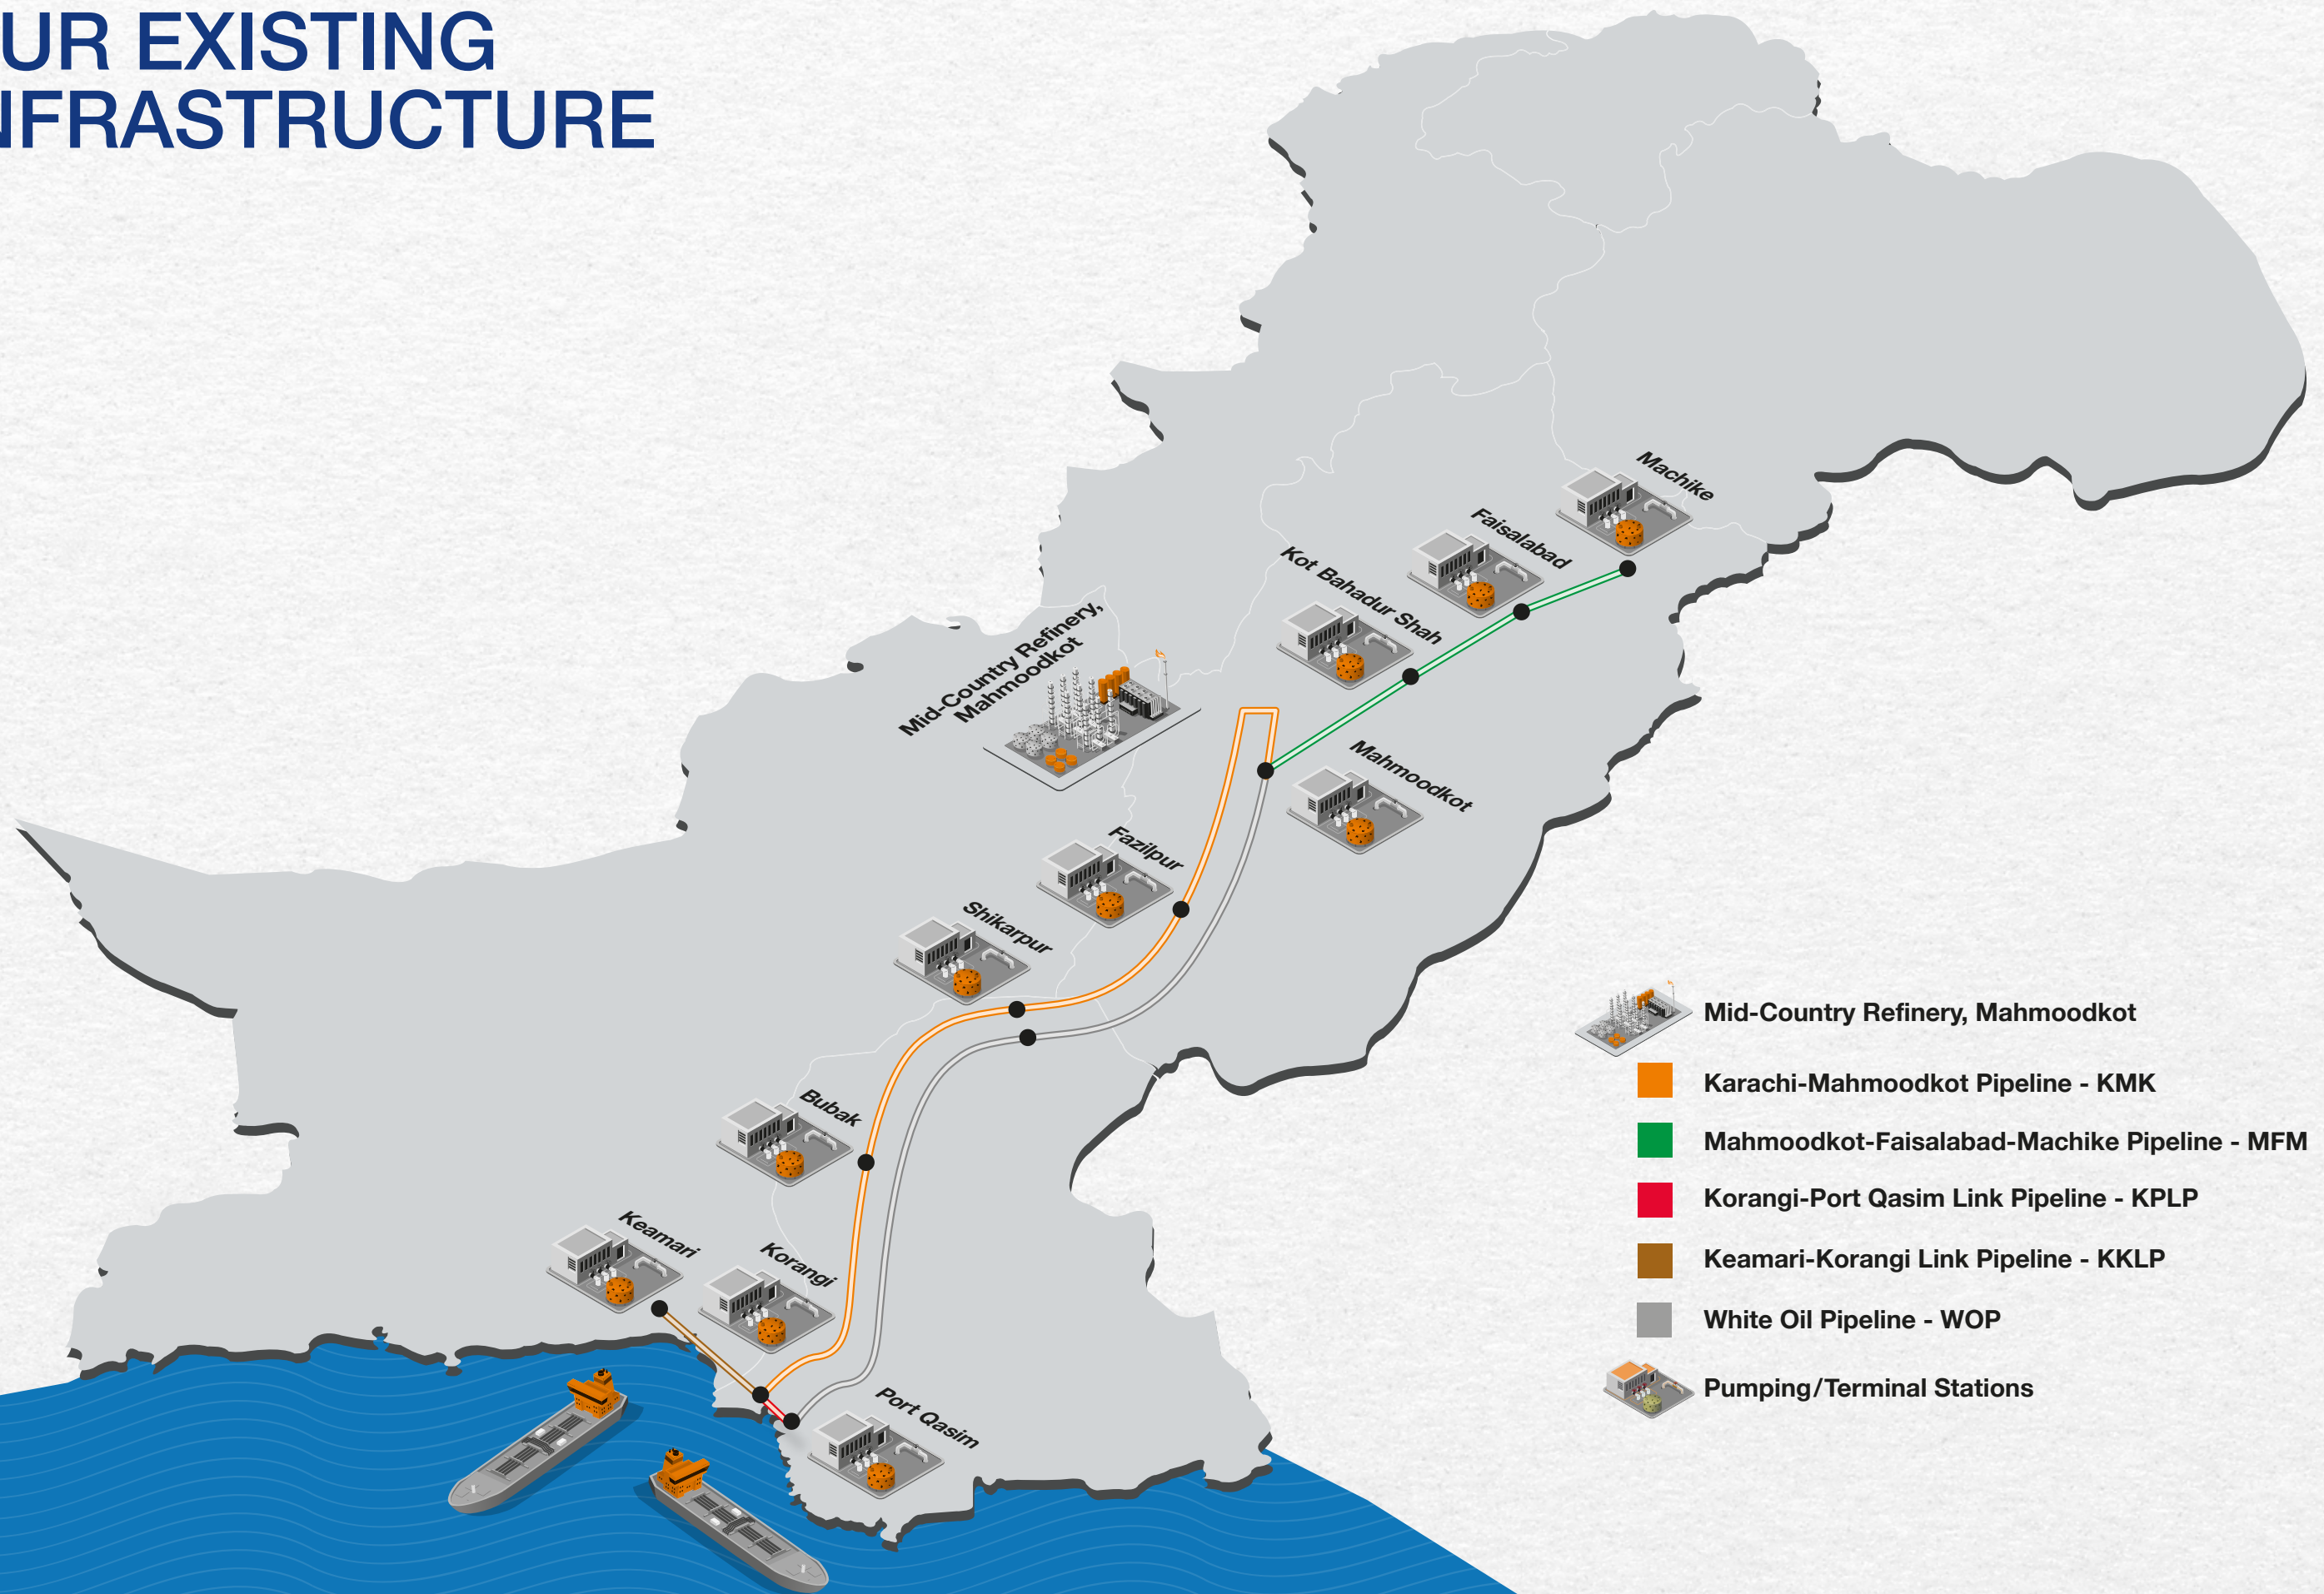 UR EXISTING
NFRASTRUCTURE
Machike
Faisalabad
Kot Bahadur Shah
Mid-Country Refinery,
Mahmoodkot
Mahmoodkot
Fazilpur
Shikarpur
Bubak
Keamari
Korangi
Port Qasim
Mid-Country Refinery, Mahmoodkot
Karachi-Mahmoodkot Pipeline - KMK
Mahmoodkot-Faisalabad-Machike Pipeline - MFM
Korangi-Port Qasim Link Pipeline - KPLP
Keamari-Korangi Link Pipeline - KKLP
White Oil Pipeline - WOP
Pumping/Terminal Stations